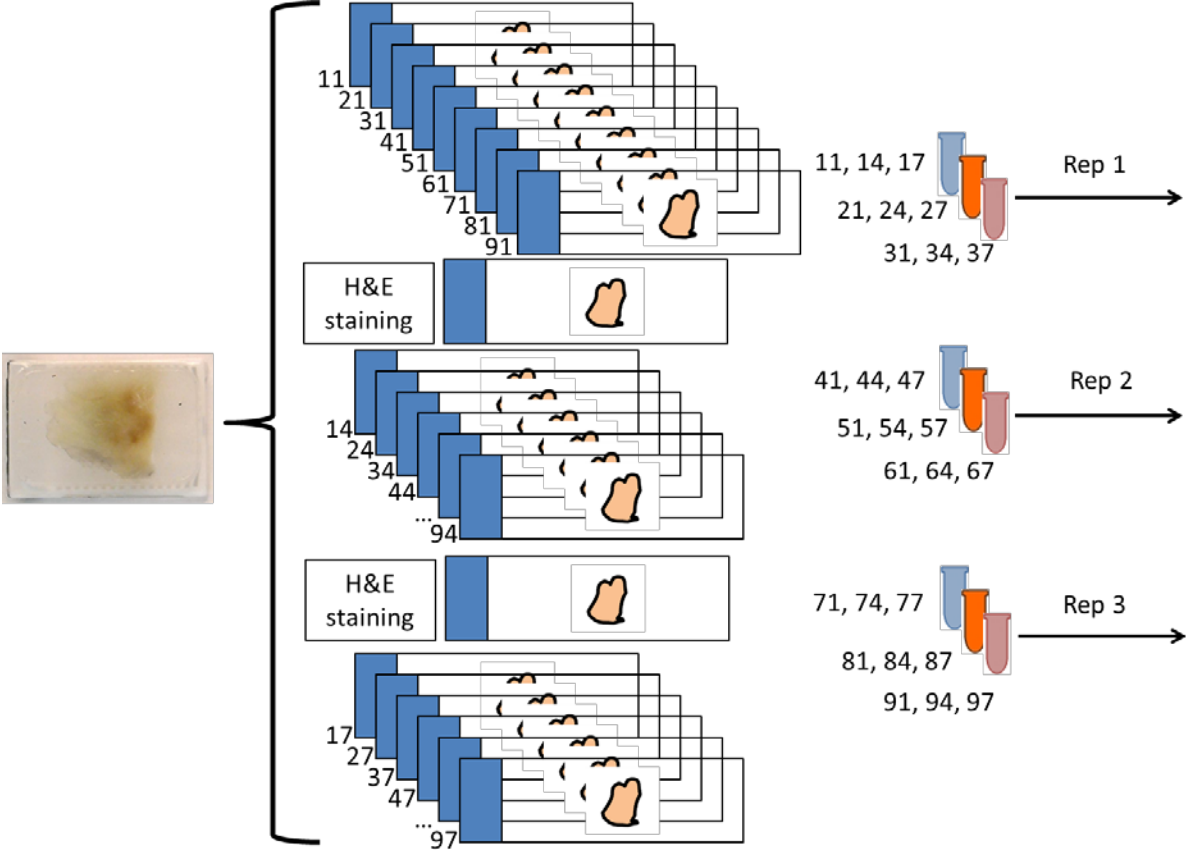 11
21
31
41
51
61
71
81
91
11, 14, 17
21, 24, 27
31, 34, 37
Rep 1
H&E
staining
14
24
34
44
...
94
41, 44, 47
51, 54, 57
61, 64, 67
Rep 2
H&E
staining
17
27
37
47
...
97
71, 74, 77
81, 84, 87
91, 94, 97
Rep 3